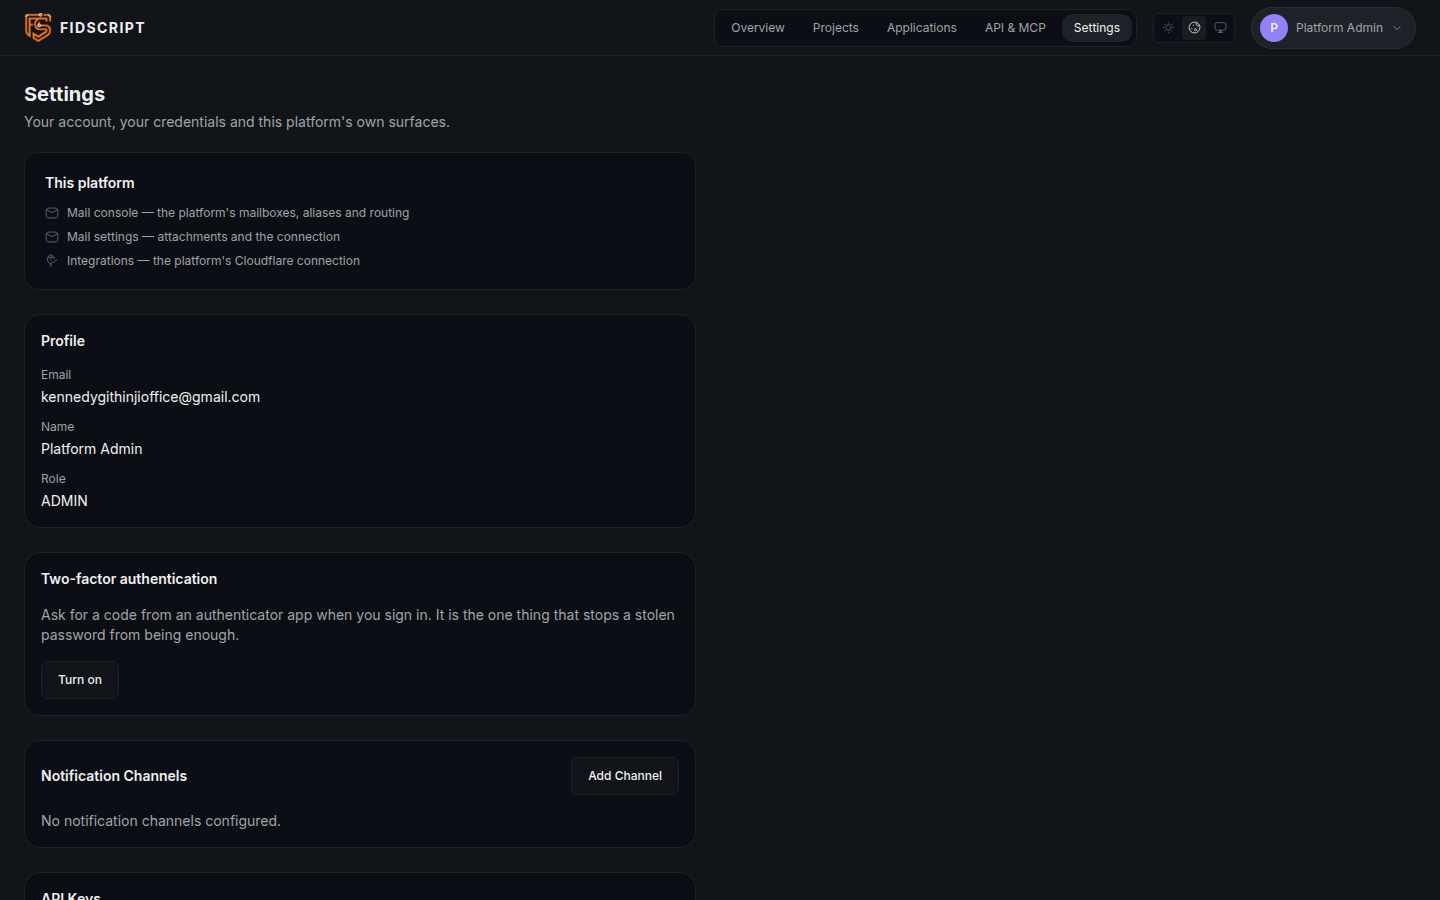 FIDSCRIPT
Overview
Projects
Applications
API & MCP
Settings
P
Platform Admin
Settings
Your account, your credentials and this platform's own surfaces.
This platform
Mail console — the platform's mailboxes, aliases and routing
Mail settings — attachments and the connection
Integrations — the platform's Cloudflare connection
Profile
Email
kennedygithinjioffice@gmail.com
Name
Platform Admin
Role
ADMIN
Two-factor authentication
Ask for a code from an authenticator app when you sign in. It is the one thing that stops a stolen
password from being enough.
Turn on
Notification Channels
Add Channel
No notification channels configured.
API Keys